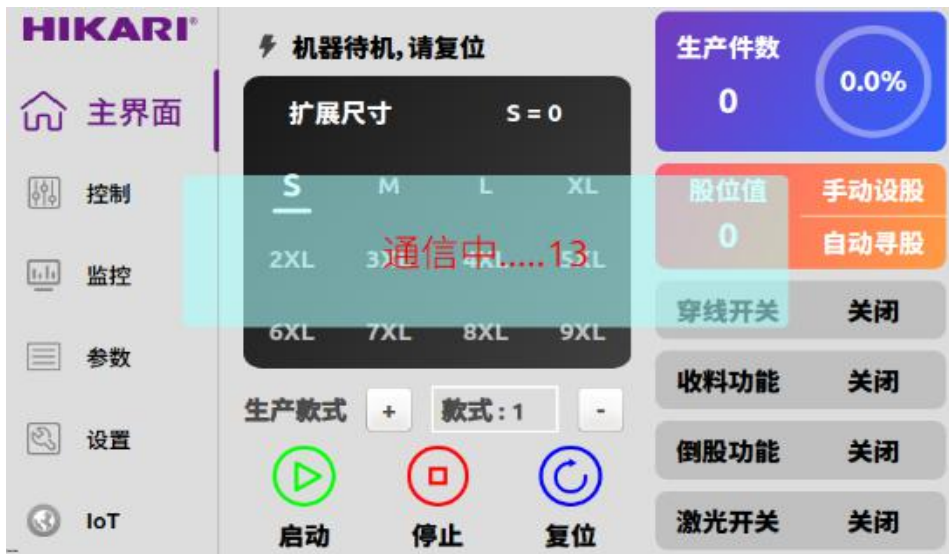 HIKARI®
主界面
控制
监控
参数
设置
IoT
机器待机,请复位
扩展尺寸 S = 0
S M L XL
2XL 3XL 4XL 5XL
通信中.....13
6XL 7XL 8XL 9XL
生产款式 + 款式 : 1 -
启动 停止 复位
生产件数
0
0.0%
股位值 手动设股
0 自动寻股
穿线开关 关闭
收料功能 关闭
倒股功能 关闭
激光开关 关闭